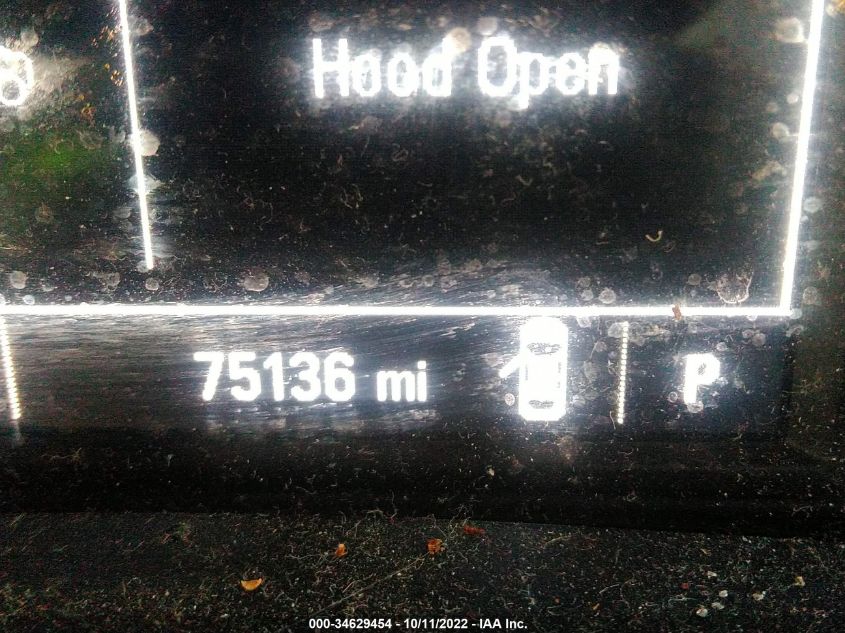 Hood Open
75136 mi P
000-34629454 - 10/11/2022 - IAA Inc.